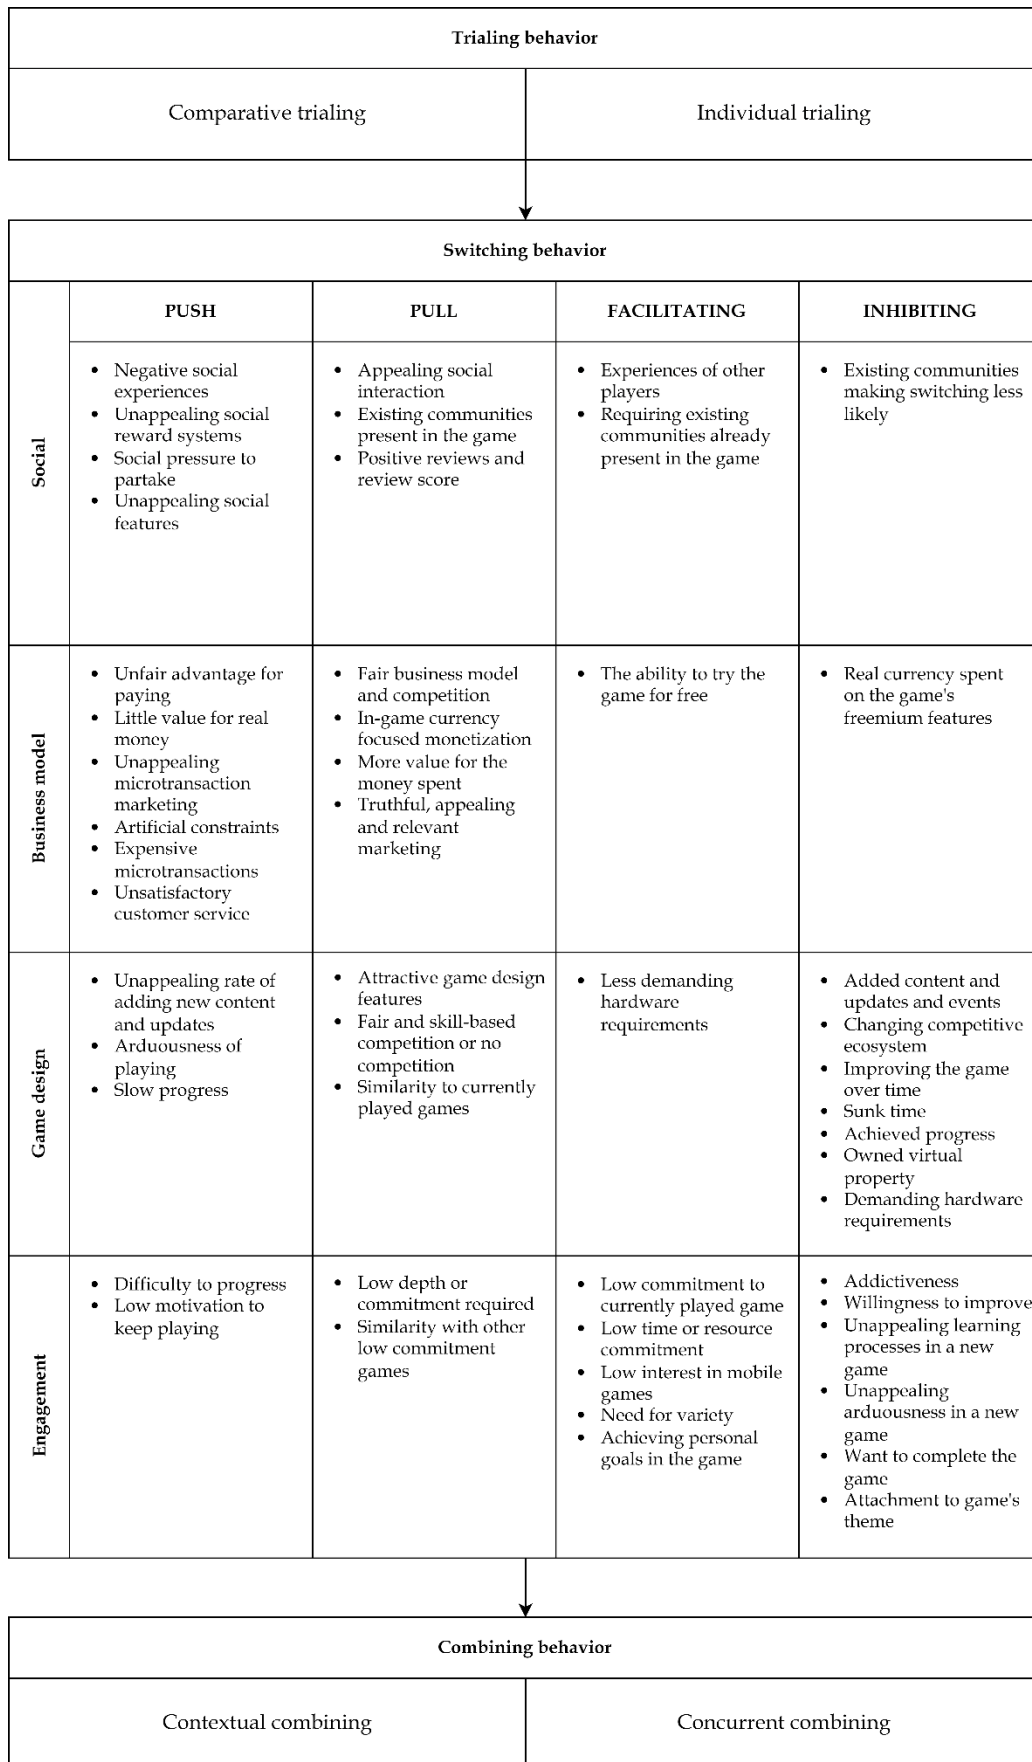 Trialing behavior
Comparative trialing
Individual trialing
Switching behavior
PUSH
PULL
FACILITATING
INHIBITING
Social
• Negative social
experiences
• Unappealing social
reward systems
• Social pressure to
partake
• Unappealing social
features
• Appealing social
interaction
• Existing communities
present in the game
• Positive reviews and
review score
• Experiences of other
players
• Requiring existing
communities already
present in the game
• Existing communities
making switching less
likely
Business model
• Unfair advantage for
paying
• Little value for real
money
• Unappealing
microtransaction
marketing
• Artificial constraints
• Expensive
microtransactions
• Unsatisfactory
customer service
• Fair business model
and competition
• In-game currency
focused monetization
• More value for the
money spent
• Truthful, appealing
and relevant
marketing
• The ability to try the
game for free
• Real currency spent
on the game's
freemium features
Game design
• Unappealing rate of
adding new content
and updates
• Arduousness of
playing
• Slow progress
• Attractive game design
features
• Fair and skill-based
competition or no
competition
• Similarity to currently
played games
• Less demanding
hardware
requirements
• Added content and
updates and events
• Changing competitive
ecosystem
• Improving the game
over time
• Sunk time
• Achieved progress
• Owned virtual
property
• Demanding hardware
requirements
Engagement
• Difficulty to progress
• Low motivation to
keep playing
• Low depth or
commitment required
• Similarity with other
low commitment
games
• Low commitment to
currently played game
• Low time or resource
commitment
• Low interest in mobile
games
• Need for variety
• Achieving personal
goals in the game
• Addictiveness
• Willingness to improve
• Unappealing learning
processes in a new
game
• Unappealing
arduousness in a new
game
• Want to complete the
game
• Attachment to game's
theme
Combining behavior
Contextual combining
Concurrent combining